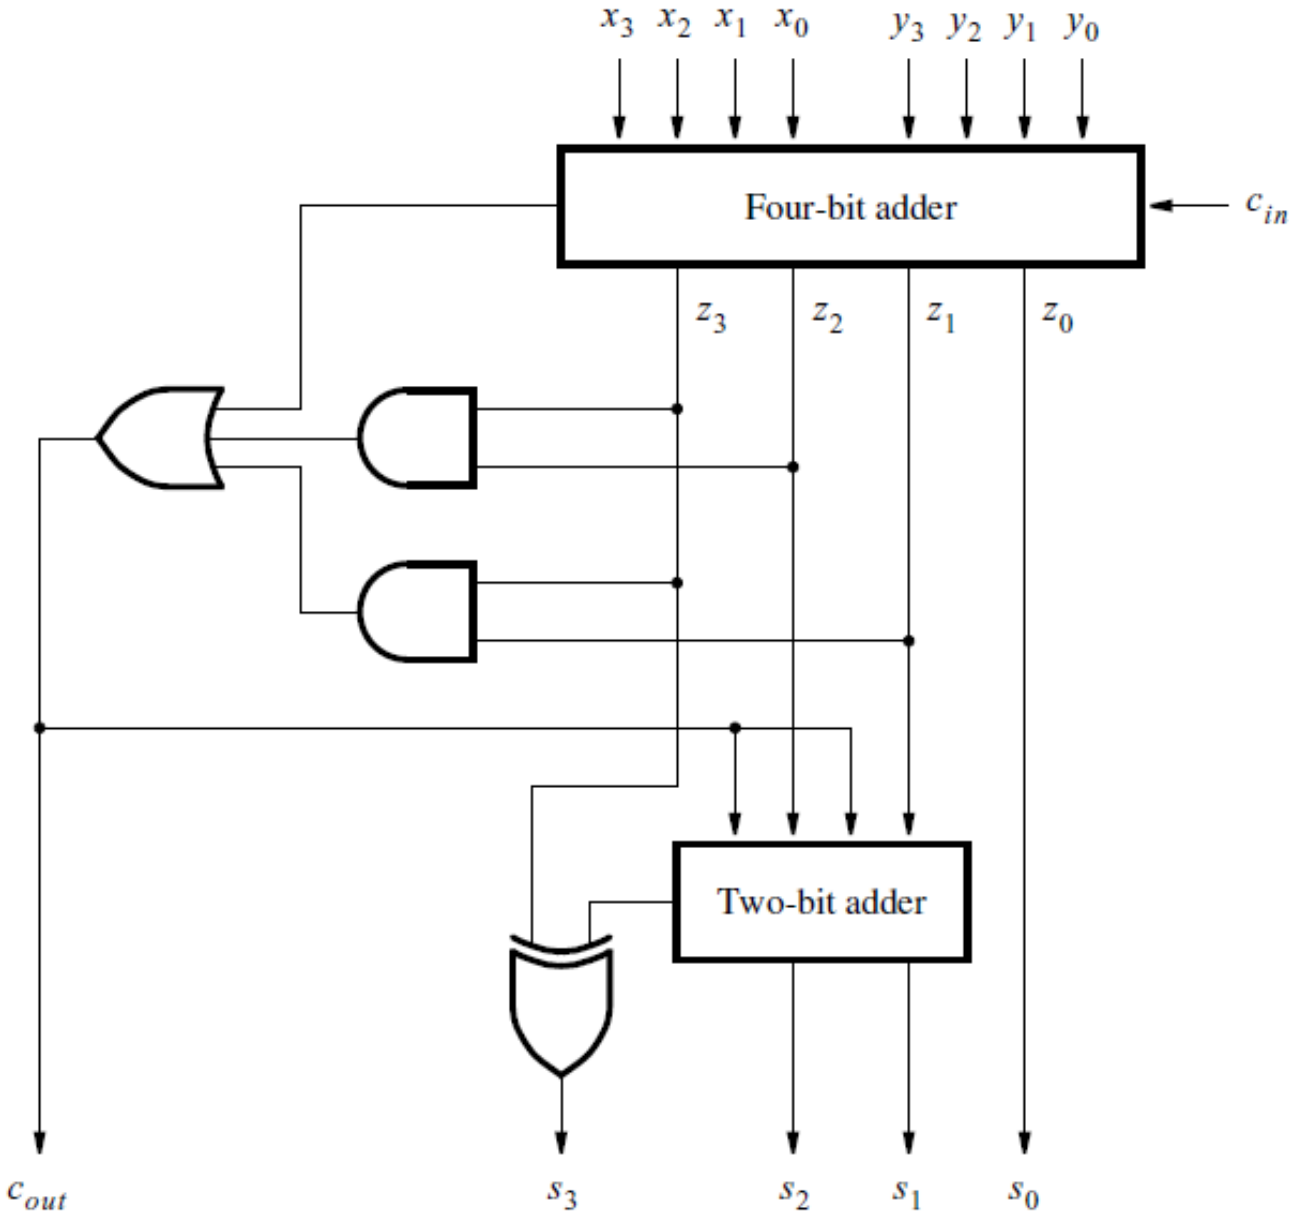 x3 x2 x1 x0 y3 y2 y1 y0
Four-bit adder
cin
z3 z2 z1 z0
Two-bit adder
cout s3 s2 s1 s0